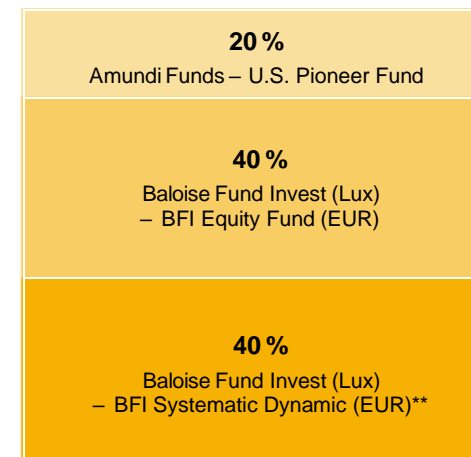 20 %
Amundi Funds – U.S. Pioneer Fund
40 %
Baloise Fund Invest (Lux)
– BFI Equity Fund (EUR)
40 %
Baloise Fund Invest (Lux)
– BFI Systematic Dynamic (EUR)**